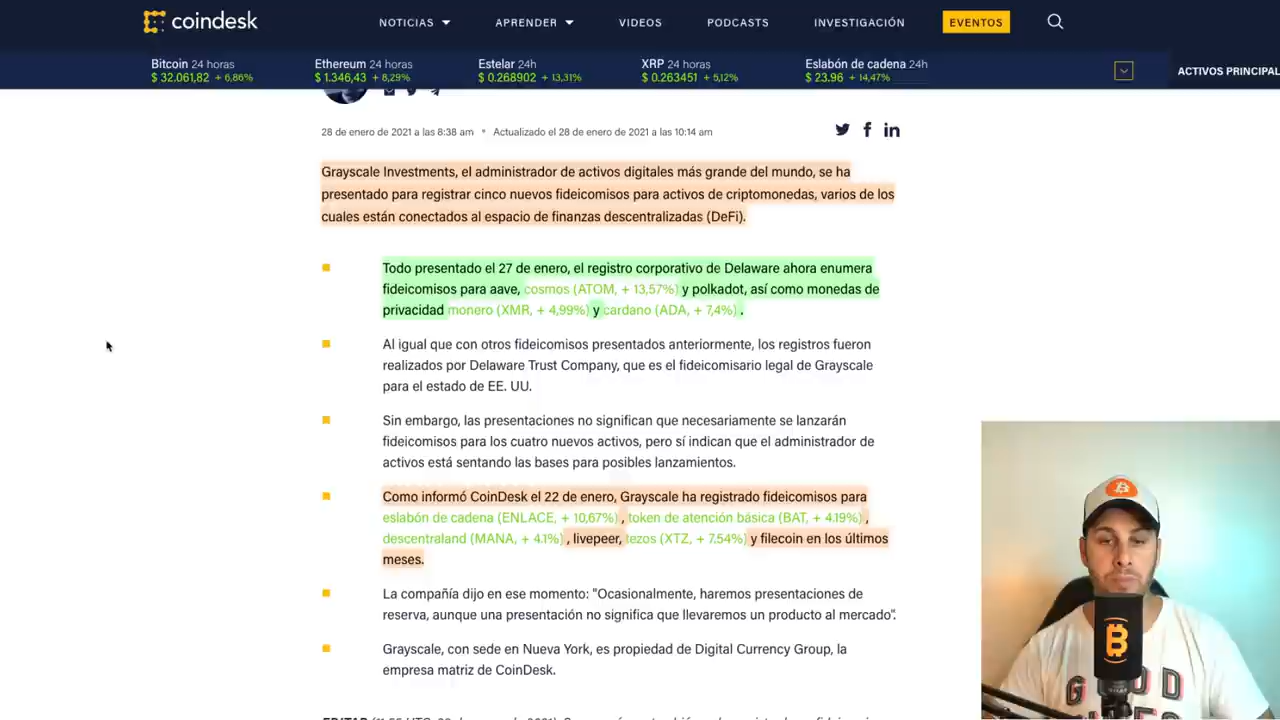 coindesk
NOTICIAS
APRENDER
VIDEOS
PODCASTS
INVESTIGACIÓN
EVENTOS
Bitcoin 24 horas
$ 32.061,82 + 6,86%
Ethereum 24 horas
$ 1.346,43 + 8,29%
Estelar 24h
$ 0.268902 + 13,31%
XRP 24 horas
$ 0.263451 + 5,12%
Eslabón de cadena 24h
$ 23.96 + 14,47%
ACTIVOS PRINCIPAL
28 de enero de 2021 a las 8:38 am • Actualizado el 28 de enero de 2021 a las 10:14 am
Grayscale Investments, el administrador de activos digitales más grande del mundo, se ha
presentado para registrar cinco nuevos fideicomisos para activos de criptomonedas, varios de los
cuales están conectados al espacio de finanzas descentralizadas (DeFi).
Todo presentado el 27 de enero, el registro corporativo de Delaware ahora enumera
fideicomisos para aave, cosmos (ATOM, + 13,57%) y polkadot, así como monedas de
privacidad monero (XMR, + 4,99%) y cardano (ADA, + 7,4%) .
Al igual que con otros fideicomisos presentados anteriormente, los registros fueron
realizados por Delaware Trust Company, que es el fideicomisario legal de Grayscale
para el estado de EE. UU.
Sin embargo, las presentaciones no significan que necesariamente se lanzarán
fideicomisos para los cuatro nuevos activos, pero sí indican que el administrador de
activos está sentando las bases para posibles lanzamientos.
Como informó CoinDesk el 22 de enero, Grayscale ha registrado fideicomisos para
eslabón de cadena (ENLACE, + 10,67%) , token de atención básica (BAT, + 4.19%) ,
descentraland (MANA, + 4.1%) , livepeer, tezos (XTZ, + 7.54%) y filecoin en los últimos
meses.
La compañía dijo en ese momento: "Ocasionalmente, haremos presentaciones de
reserva, aunque una presentación no significa que llevaremos un producto al mercado".
Grayscale, con sede en Nueva York, es propiedad de Digital Currency Group, la
empresa matriz de CoinDesk.